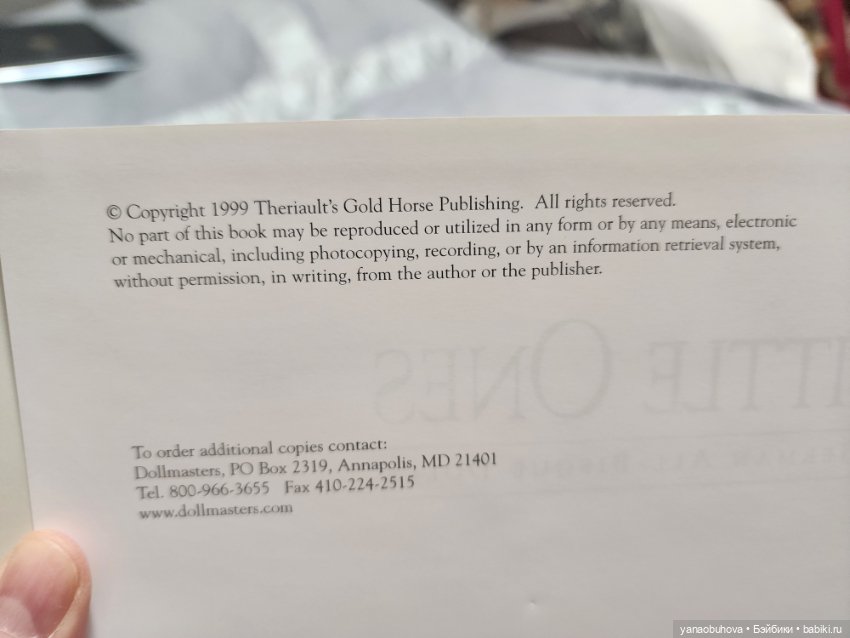 © Copyright 1999 Theriault's Gold Horse Publishing. All rights reserved.
No part of this book may be reproduced or utilized in any form or by any means, electronic
or mechanical, including photocopying, recording, or by an information retrieval system,
without permission, in writing, from the author or the publisher.
ITTLE ONES
To order additional copies contact:
Dollmasters, PO Box 2319, Annapolis, MD 21401
Tel. 800-966-3655 Fax 410-224-2515
www.dollmasters.com
yanaobuhova • Бэйбики • babiki.ru